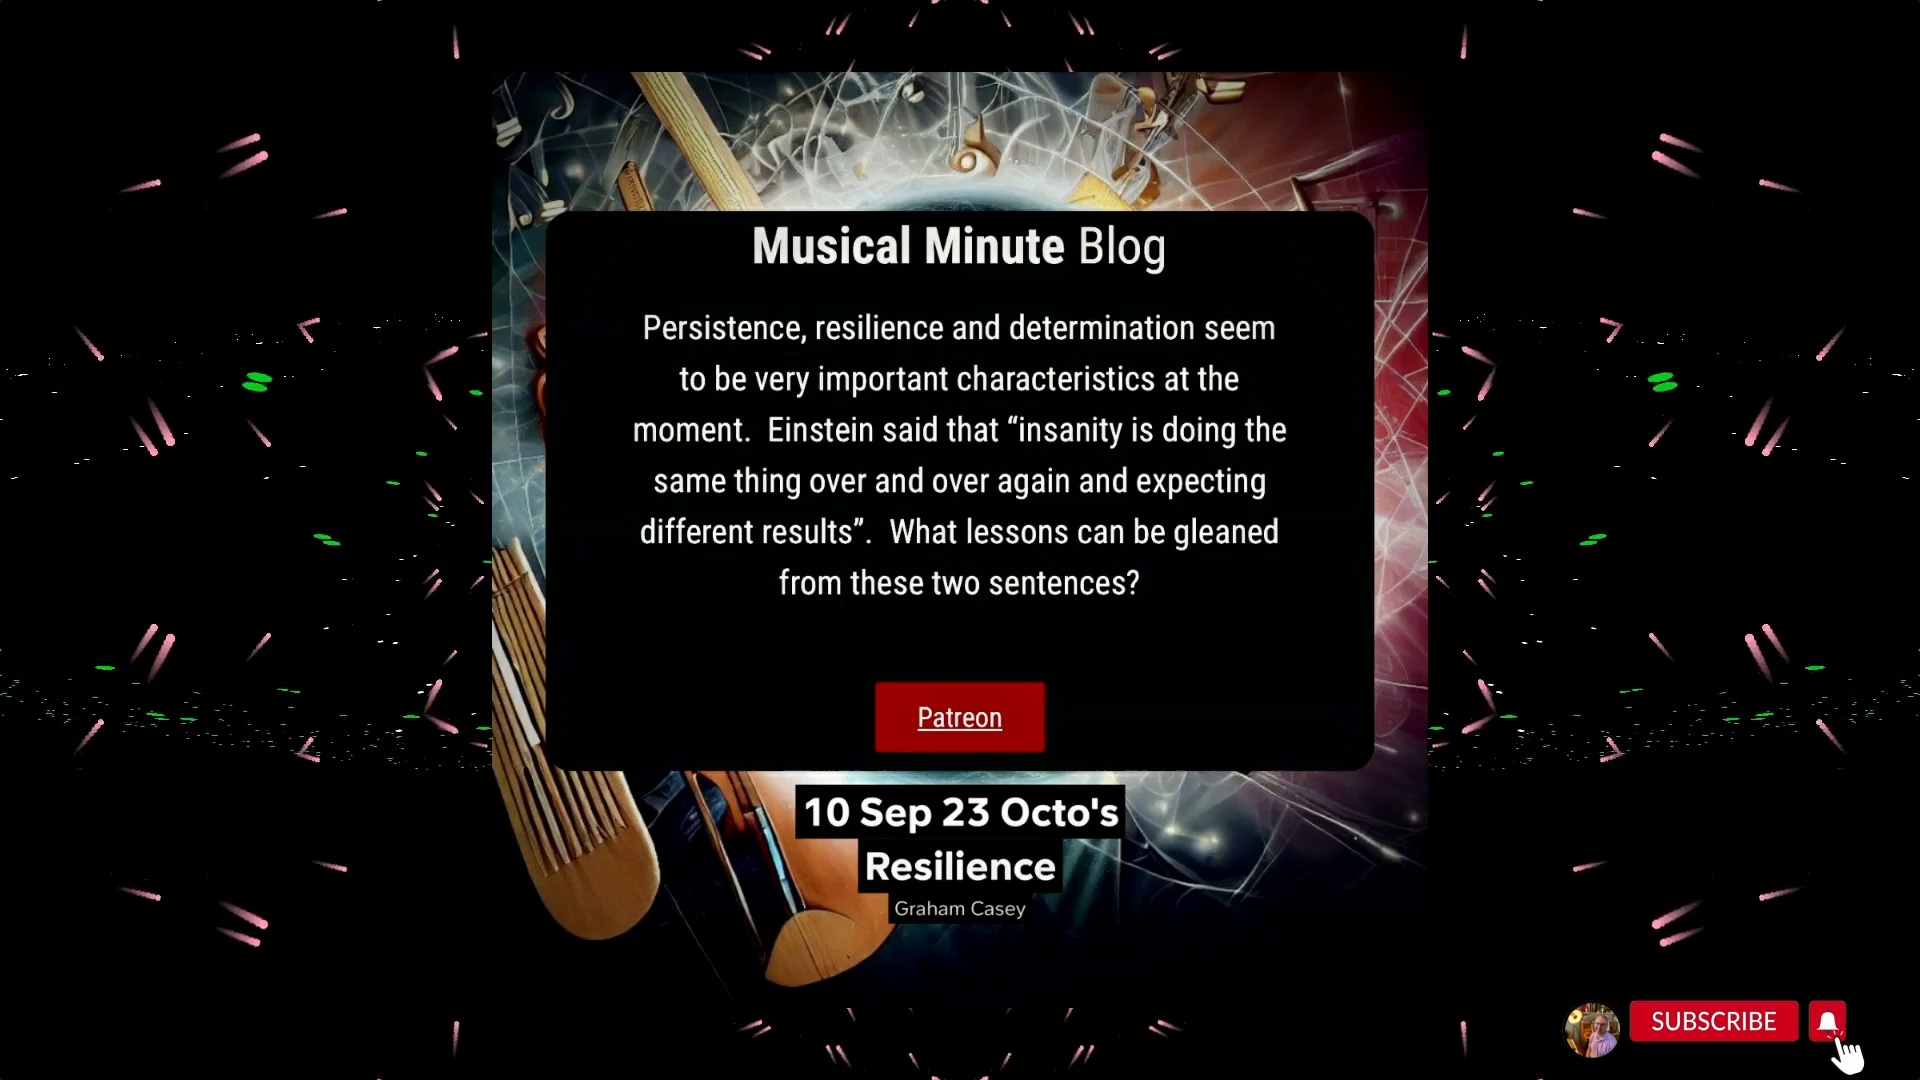 Musical Minute Blog
Persistence, resilience and determination seem
to be very important characteristics at the
moment.  Einstein said that “insanity is doing the
same thing over and over again and expecting
different results”.  What lessons can be gleaned
from these two sentences?
Patreon
10 Sep 23 Octo's
Resilience
Graham Casey
SUBSCRIBE